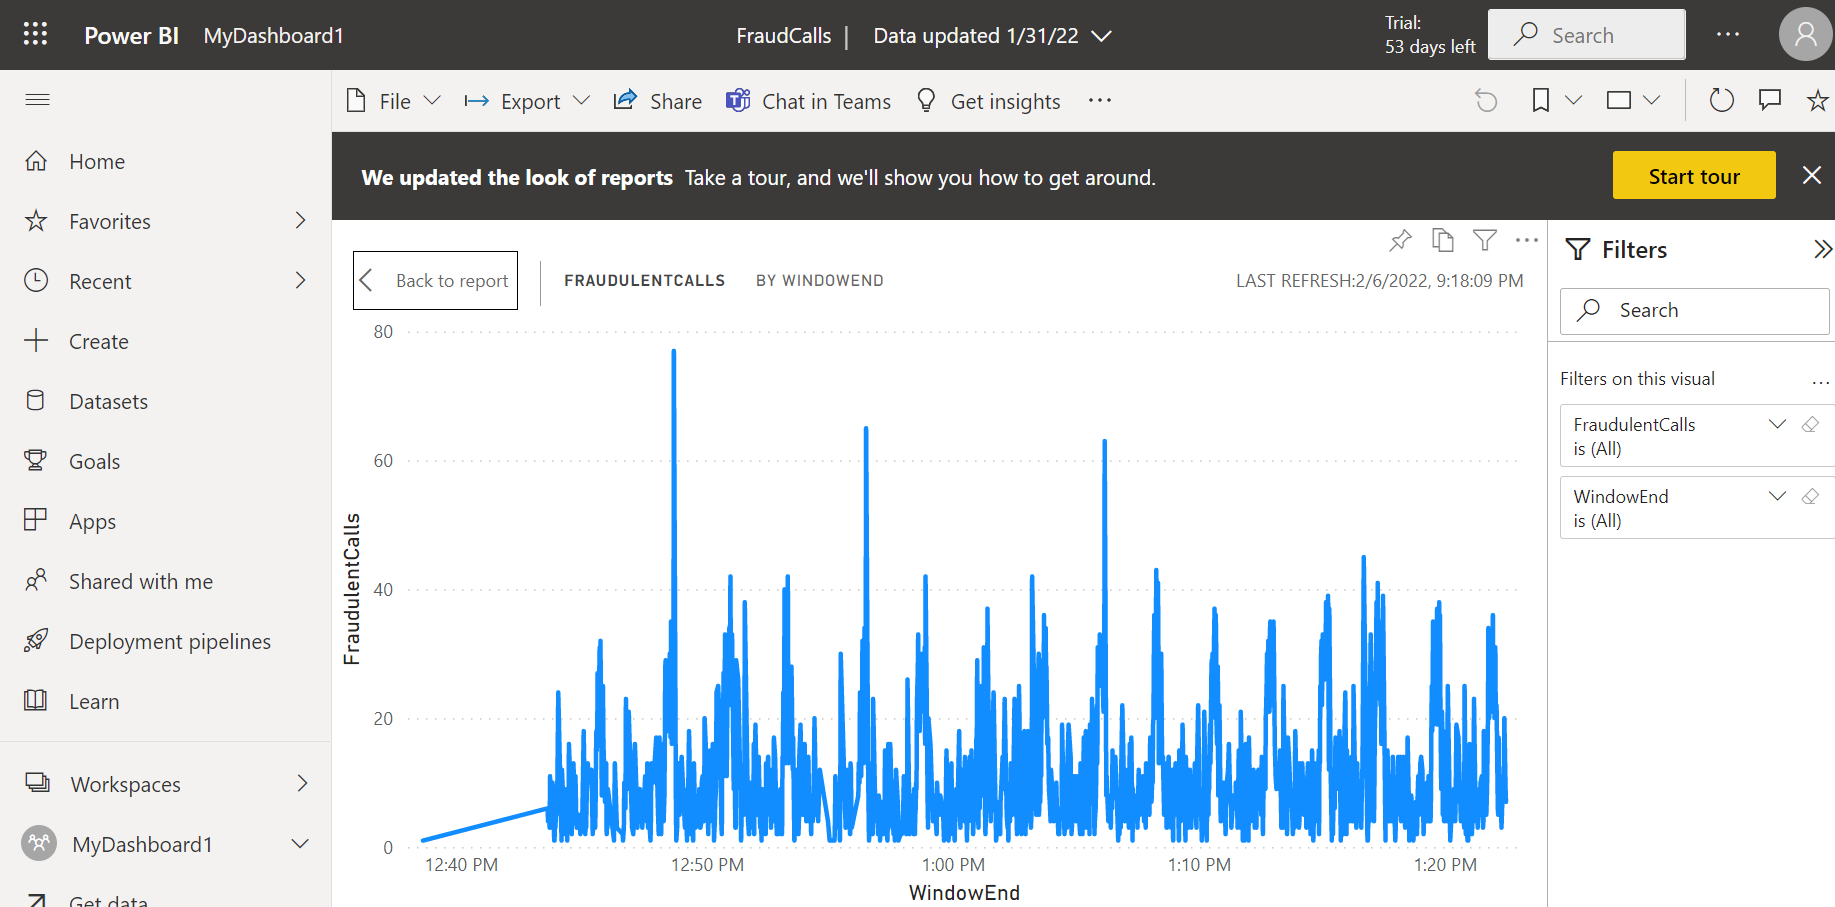 Power BI MyDashboard1
FraudCalls | Data updated 1/31/22
Trial:
53 days left
Search
File
Export
Share
Chat in Teams
Get insights
Home
Favorites
Recent
Create
Datasets
Goals
Apps
Shared with me
Deployment pipelines
Learn
Workspaces
MyDashboard1
Get data
We updated the look of reports Take a tour, and we'll show you how to get around.
Start tour
Back to report
FRAUDULENTCALLS BY WINDOWEND
LAST REFRESH:2/6/2022, 9:18:09 PM
80
60
40
20
0
FraudulentCalls
12:40 PM 12:50 PM 1:00 PM 1:10 PM 1:20 PM
WindowEnd
Filters
Search
Filters on this visual
FraudulentCalls
is (All)
WindowEnd
is (All)